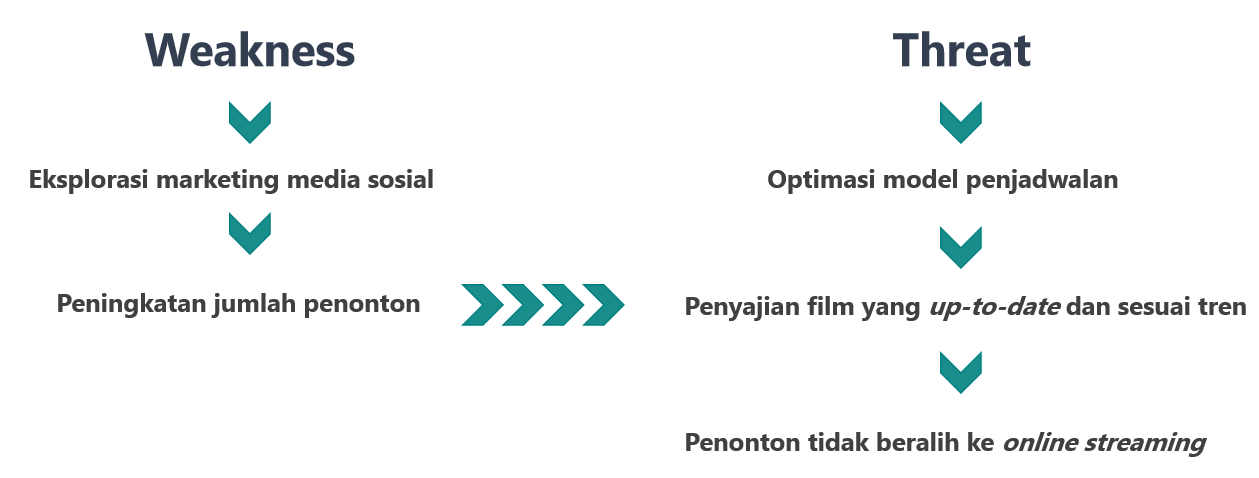 Weakness
Eksplorasi marketing media sosial
Peningkatan jumlah penonton
Threat
Optimasi model penjadwalan
Penyajian film yang up-to-date dan sesuai tren
Penonton tidak beralih ke online streaming